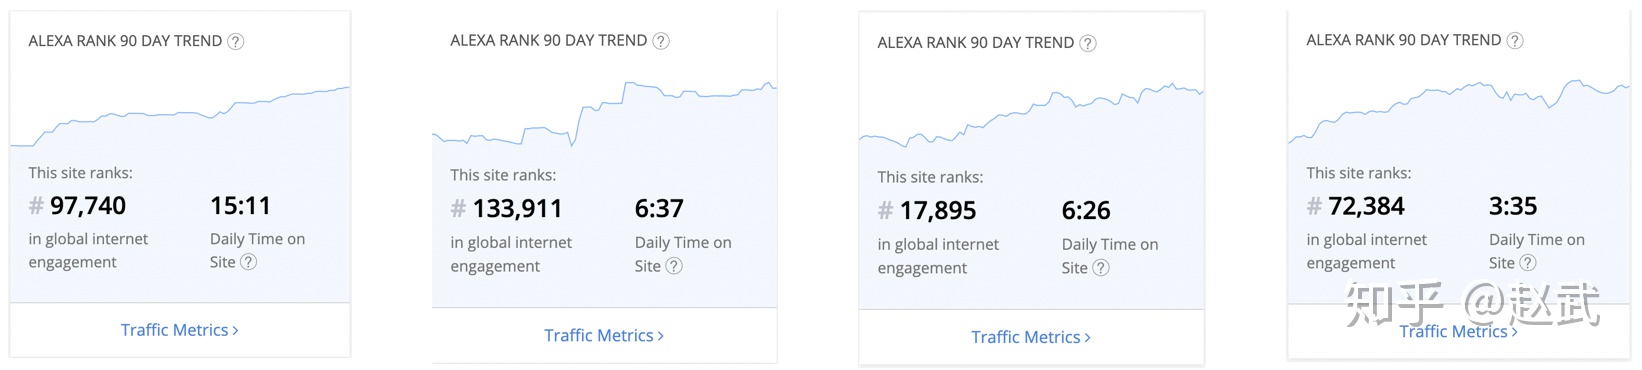 ALEXA RANK 90 DAY TREND ?
This site ranks:
# 97,740
in global internet
engagement
15:11
Daily Time on
Site ?
Traffic Metrics >
ALEXA RANK 90 DAY TREND ?
This site ranks:
# 133,911
in global internet
engagement
6:37
Daily Time on
Site ?
Traffic Metrics >
ALEXA RANK 90 DAY TREND ?
This site ranks:
# 17,895
in global internet
engagement
6:26
Daily Time on
Site ?
Traffic Metrics >
ALEXA RANK 90 DAY TREND ?
This site ranks:
# 72,384
in global internet
engagement
3:35
Daily Time on
Site ?
Traffic Metrics >
知乎 @赵武